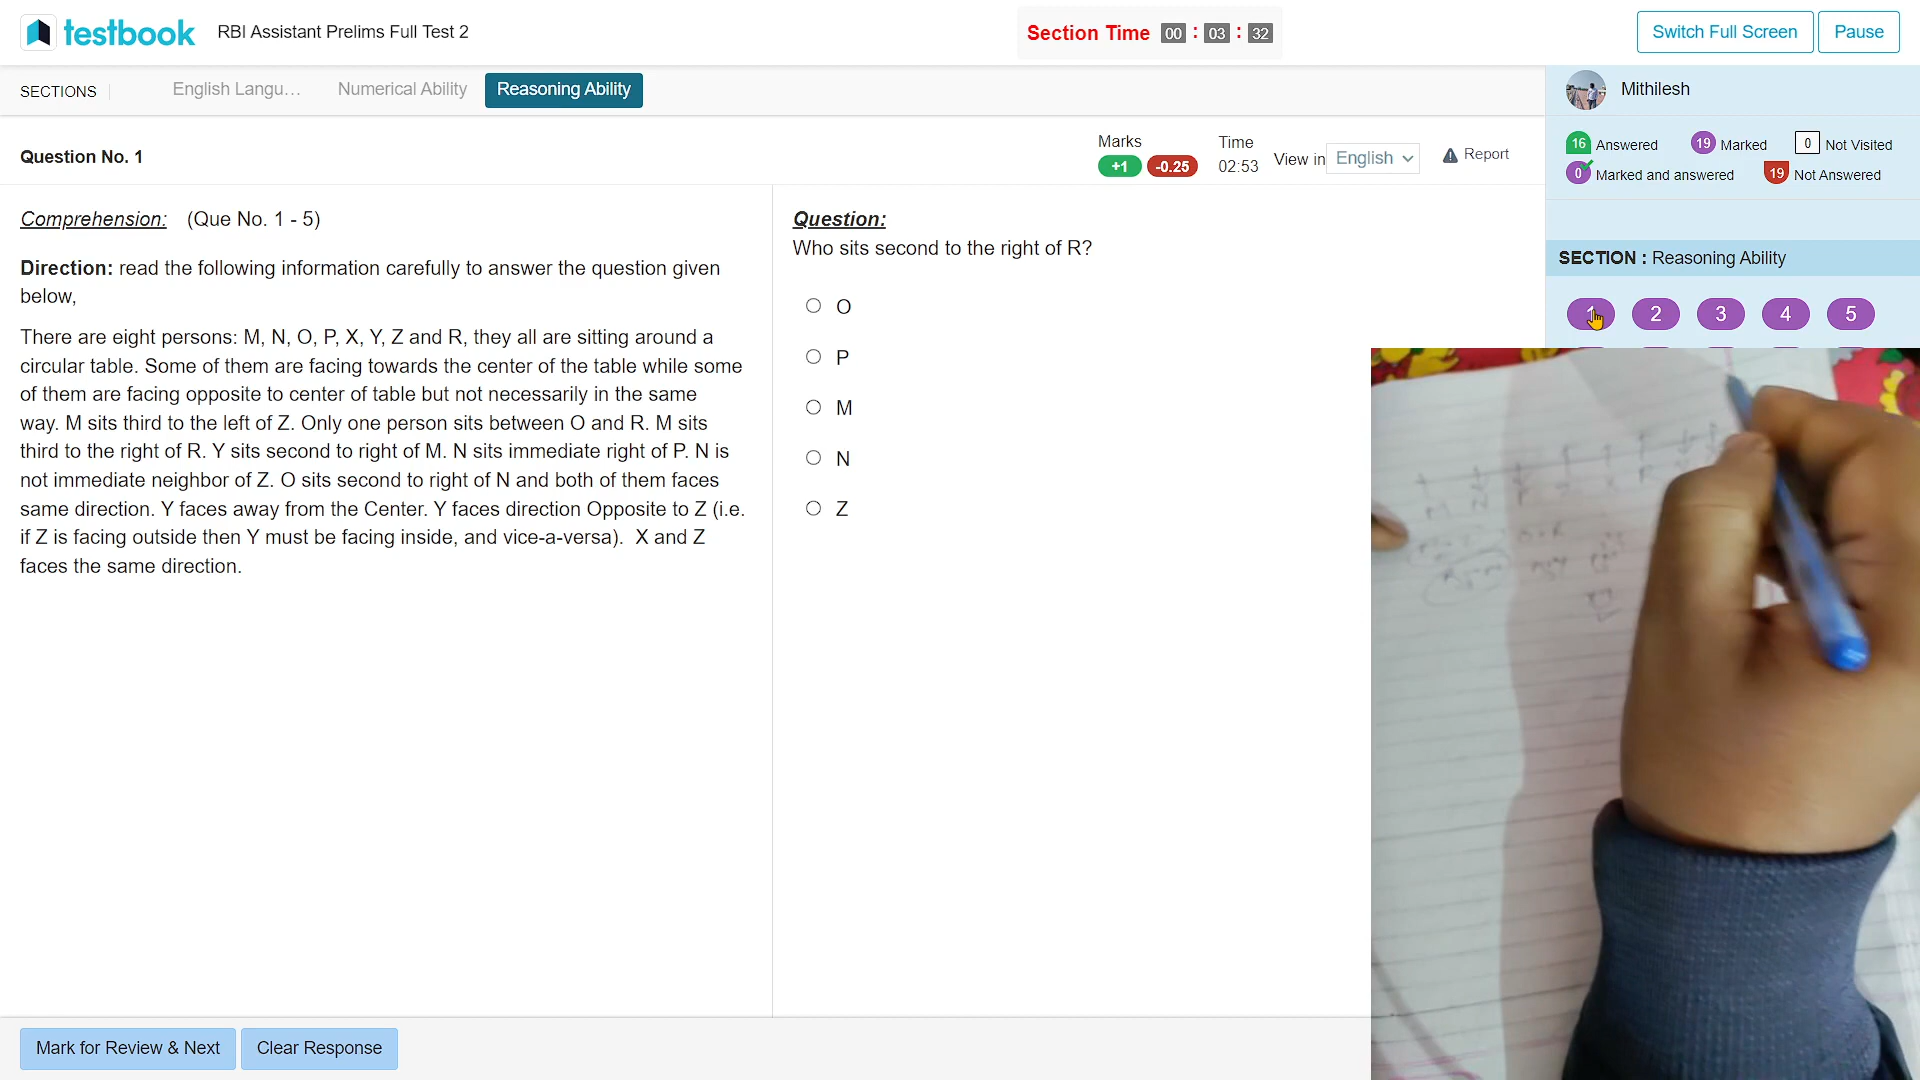 testbook
RBI Assistant Prelims Full Test 2
Section Time 00 : 03 : 32
Switch Full Screen
Pause
SECTIONS
English Langu...
Numerical Ability
Reasoning Ability
Mithilesh
16 Answered
19 Marked
0 Not Visited
0 Marked and answered
19 Not Answered
Question No. 1
Marks
+1 -0.25
Time
02:53
View in English
Report
Comprehension: (Que No. 1 - 5)
Direction: read the following information carefully to answer the question given
below,
There are eight persons: M, N, O, P, X, Y, Z and R, they all are sitting around a
circular table. Some of them are facing towards the center of the table while some
of them are facing opposite to center of table but not necessarily in the same
way. M sits third to the left of Z. Only one person sits between O and R. M sits
third to the right of R. Y sits second to right of M. N sits immediate right of P. N is
not immediate neighbor of Z. O sits second to right of N and both of them faces
same direction. Y faces away from the Center. Y faces direction Opposite to Z (i.e.
if Z is facing outside then Y must be facing inside, and vice-a-versa). X and Z
faces the same direction.
Question:
Who sits second to the right of R?
O
P
M
N
Z
SECTION : Reasoning Ability
1 2 3 4 5
Mark for Review & Next
Clear Response